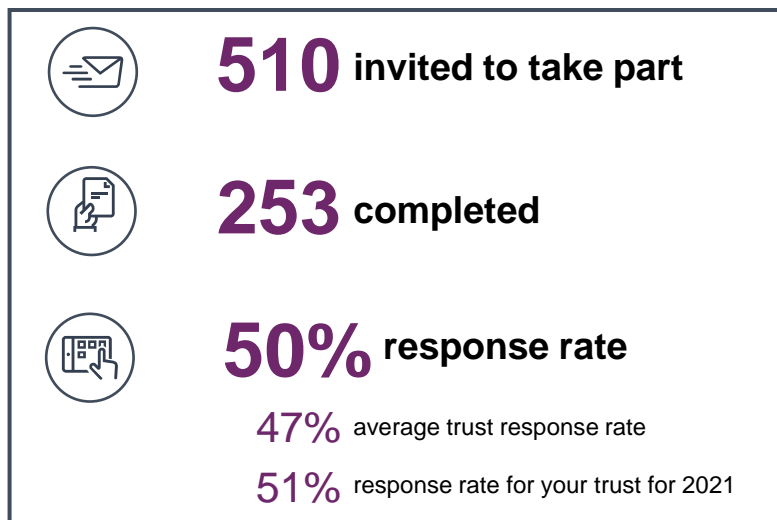 510 invited to take part
253 completed
50% response rate
47% average trust response rate
51% response rate for your trust for 2021